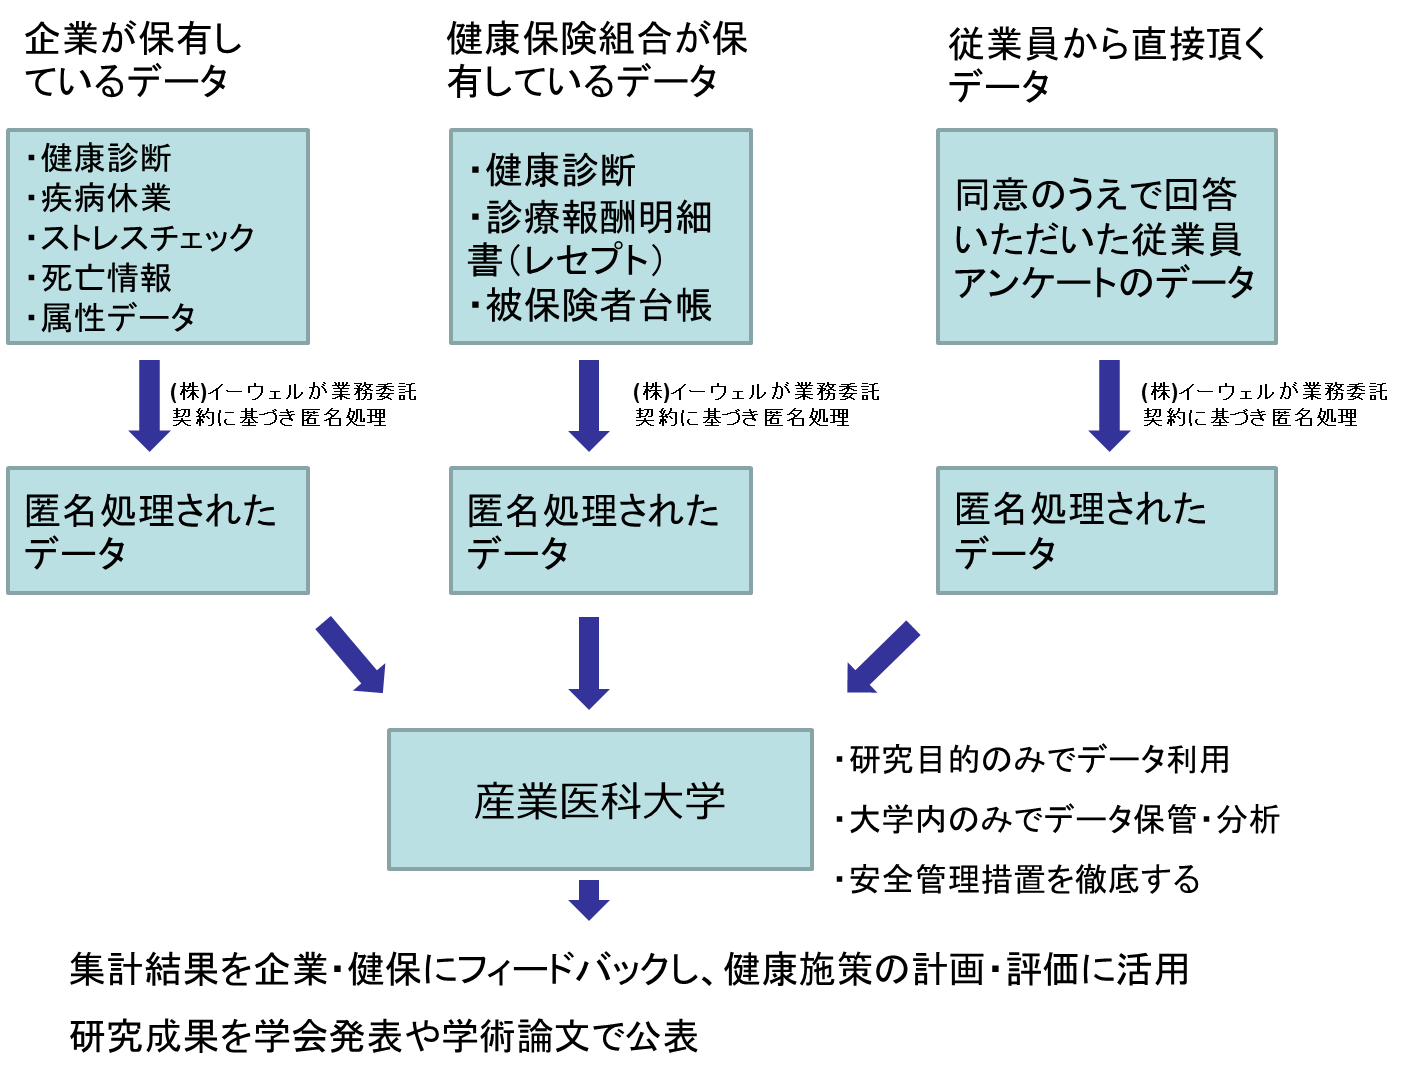 企業が保有し
ているデータ
健康保険組合が保
有しているデータ
従業員から直接頂く
データ
・健康診断
・疾病休業
・ストレスチェック
・死亡情報
・属性データ
・健康診断
・診療報酬明細
書（レセプト）
・被保険者台帳
同意のうえで回答
いただいた従業員
アンケートのデータ
(株)イーウェルが業務委託
契約に基づき匿名処理
(株)イーウェルが業務委託
契約に基づき匿名処理
(株)イーウェルが業務委託
契約に基づき匿名処理
匿名処理された
データ
匿名処理された
データ
匿名処理された
データ
産業医科大学
・研究目的のみでデータ利用
・大学内のみでデータ保管・分析
・安全管理措置を徹底する
集計結果を企業・健保にフィードバックし、健康施策の計画・評価に活用
研究成果を学会発表や学術論文で公表